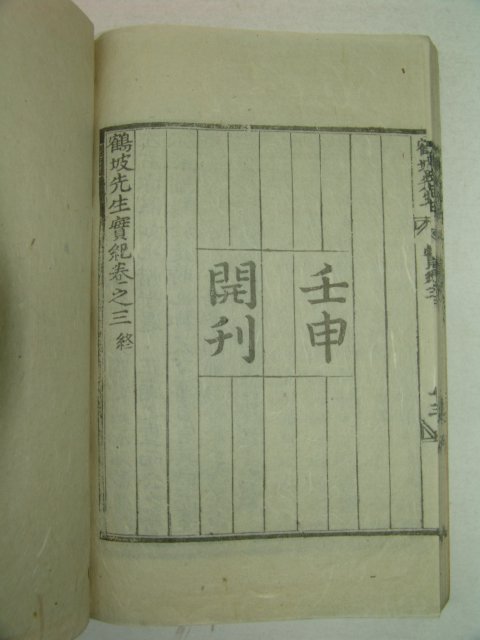 壬申
開刊
鶴坡先生實紀卷之三 終